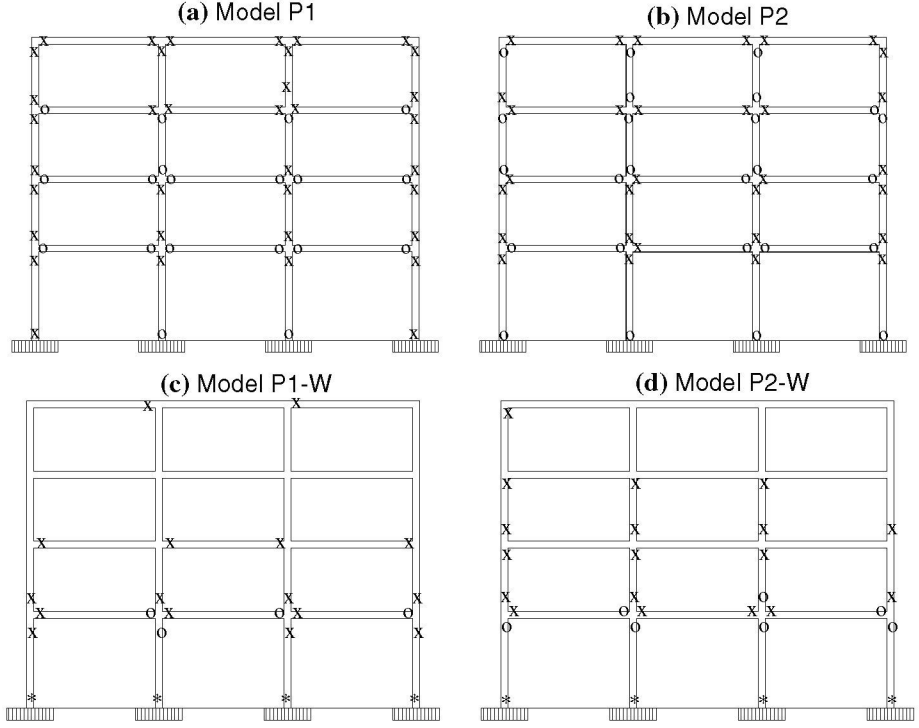 (a) Model P1
(b) Model P2
x x x x x x
x x x x
x
x x
x o x x x x o
x o o x
x o x x
x o o o o o o
x x x x
x x x x
x o o o o o o
x x x x
x o o x
x x x x x x
o o o x
x o o x
x x x x x o
o o o o
o o o x
x o x o x o
x x x x
x x x x
o o x o o o
x x x x
o o o o
(c) Model P1-W
(d) Model P2-W
x x
x x x x
x x x x
x o x o x o
x o x x
* * * *
x
x x x
x x x x
x x x
x x o x
x o x x x o
o o o o
* * * *